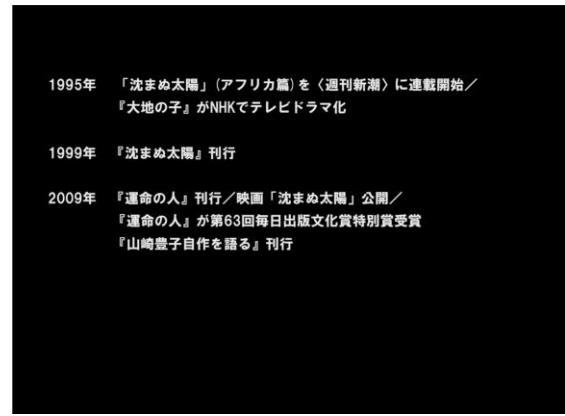 1995年 「沈まぬ太陽」(アフリカ篇)を〈週刊新潮〉に連載開始／
『大地の子』がNHKでテレビドラマ化
1999年 『沈まぬ太陽』刊行
2009年 『運命の人』刊行／映画「沈まぬ太陽」公開／
『運命の人』が第63回毎日出版文化賞特別賞受賞
『山崎豊子自作を語る』刊行